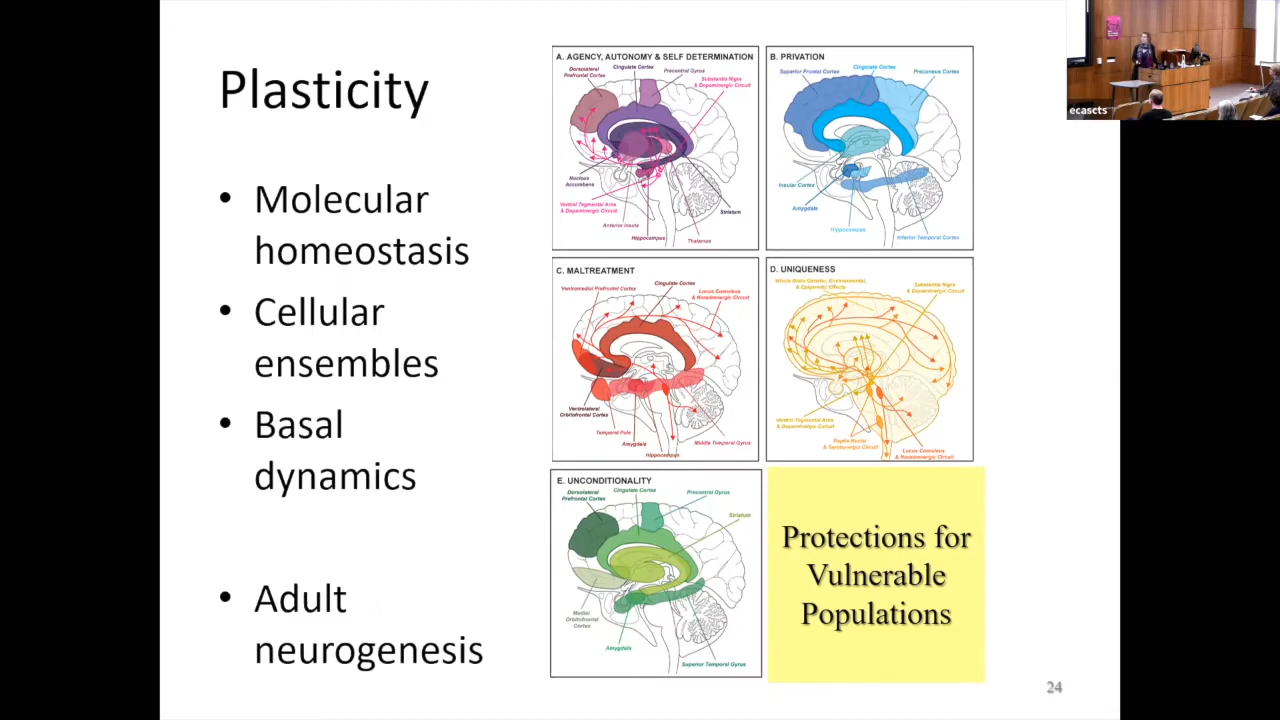 Plasticity
• Molecular
homeostasis
• Cellular
ensembles
• Basal
dynamics
• Adult
neurogenesis
A. AGENCY, AUTONOMY & SELF DETERMINATION
Dorsolateral
Prefrontal Cortex
Cingulate Cortex
Precentral Gyrus
Substantia Nigra
& Dopaminergic Circuit
Nucleus
Accumbens
Ventral Tegmental Area
& Dopaminergic Circuit
Anterior Insula
Hippocampus
Thalamus
Striatum
B. PRIVATION
Superior Frontal Cortex
Cingulate Cortex
Precuneus Cortex
Insular Cortex
Amygdala
Hippocampus
Inferior Temporal Cortex
C. MALTREATMENT
Ventromedial Prefrontal Cortex
Cingulate Cortex
Locus Coeruleus
& Noradrenergic Circuit
Ventrolateral
Orbitofrontal Cortex
Temporal Pole
Amygdala
Hippocampus
Middle Temporal Gyrus
D. UNIQUENESS
Whole Brain Genetic, Environmental,
& Epigenetic Effects
Substantia Nigra
& Dopaminergic Circuit
Ventral Tegmental Area
& Dopaminergic Circuit
Raphe Nuclei
& Serotonergic Circuit
Locus Coeruleus
& Noradrenergic Circuit
E. UNCONDITIONALITY
Dorsolateral
Prefrontal Cortex
Cingulate Cortex
Precentral Gyrus
Striatum
Medial
Orbitofrontal
Cortex
Amygdala
Superior Temporal Gyrus
Protections for
Vulnerable
Populations
24
ecascts